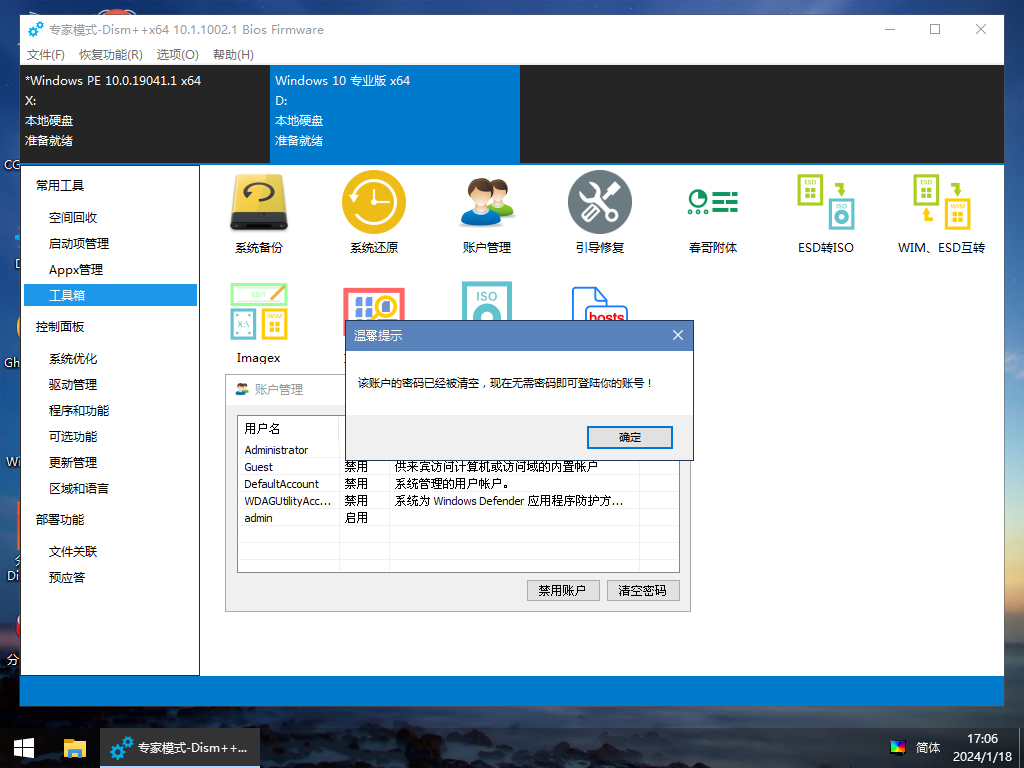 专家模式-Dism++x64 10.1.1002.1 Bios Firmware
文件(F) 恢复功能(R) 选项(O) 帮助(H)
*Windows PE 10.0.19041.1 x64
X:
本地硬盘
准备就绪
Windows 10 专业版 x64
D:
本地硬盘
准备就绪
常用工具
空间回收
启动项管理
Appx管理
工具箱
控制面板
系统优化
驱动管理
程序和功能
可选功能
更新管理
区域和语言
部署功能
文件关联
预应答
系统备份
系统还原
账户管理
引导修复
春哥附体
ESD
ISO
ESD转ISO
ESD
WIM
WIM、ESD互转
EDIT
X:\
WIM
Imagex
ISO
hosts
账户管理
温馨提示
该账户的密码已经被清空，现在无需密码即可登陆你的账号！
确定
用户名
Administrator
Guest 禁用 供来宾访问计算机或访问域的内置帐户
DefaultAccount 禁用 系统管理的用户帐户。
WDAGUtilityAcc... 禁用 系统为 Windows Defender 应用程序防护方...
admin 启用
禁用账户 清空密码
CG
Gh
Wi
Di
分
专家模式-Dism++...
简体
17:06
2024/1/18